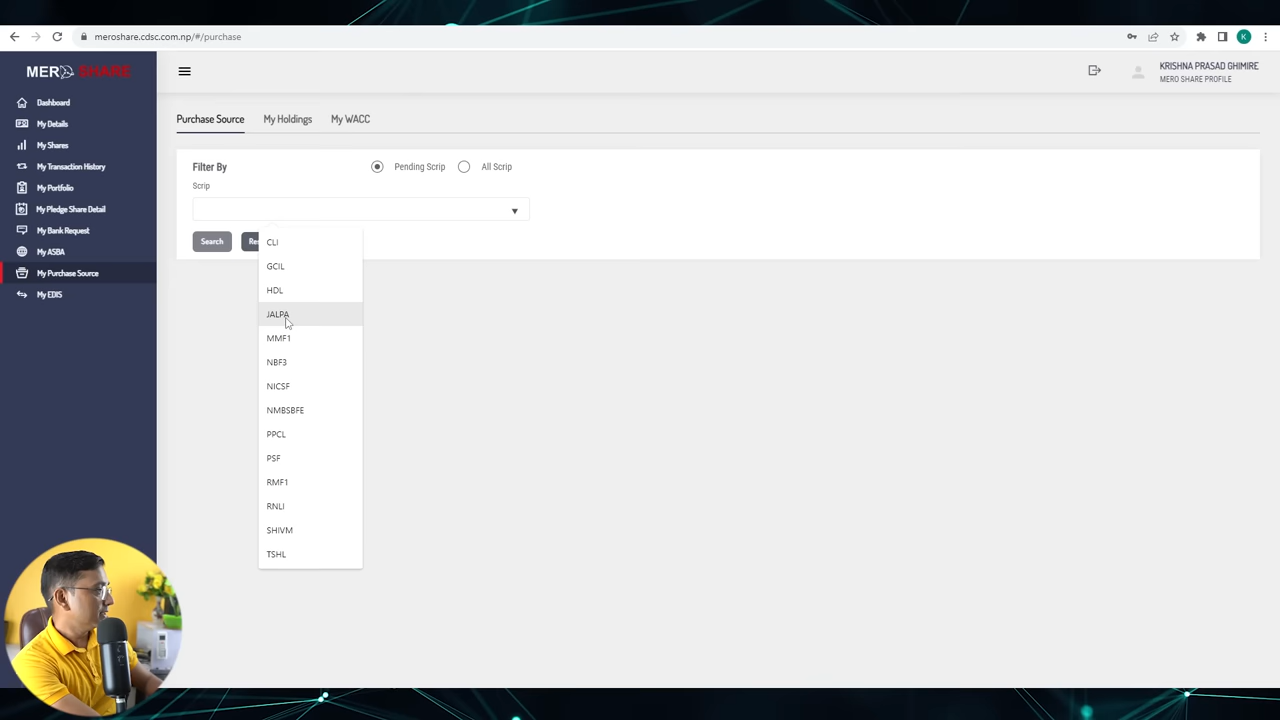 meroshare.cdsc.com.np/#/purchase
K
MERO SHARE
KRISHNA PRASAD GHIMIRE
MERO SHARE PROFILE
Dashboard
My Details
My Shares
My Transaction History
My Portfolio
My Pledge Share Detail
My Bank Request
My ASBA
My Purchase Source
My EDIS
Purchase Source My Holdings My WACC
Filter By Pending Scrip All Scrip
Scrip
Search Res
CLI
GCIL
HDL
JALPA
MMF1
NBF3
NICSF
NMBSBFE
PPCL
PSF
RMF1
RNLI
SHIVM
TSHL